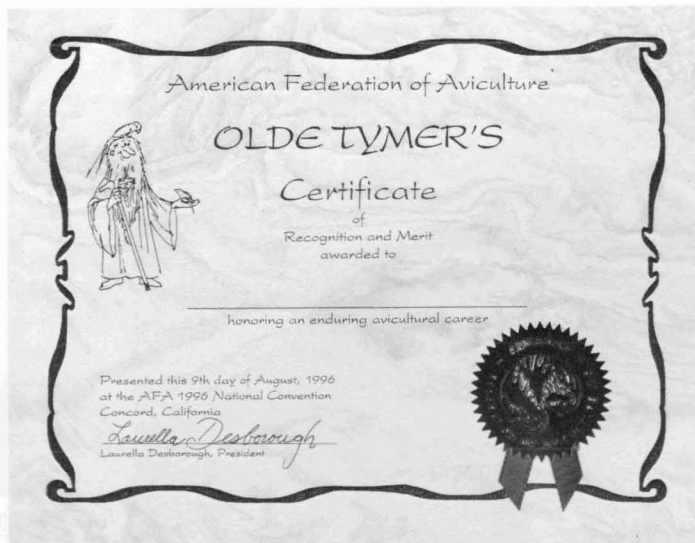 American Federation of Aviculture
OLDE TYMER'S
Certificate
of
Recognition and Merit
awarded to
honoring an enduring avicultural career
Presented this 9th day of August, 1996
at the AFA 1996 National Convention
Concord, California
Laurella Desborough
Laurella Desborough, President